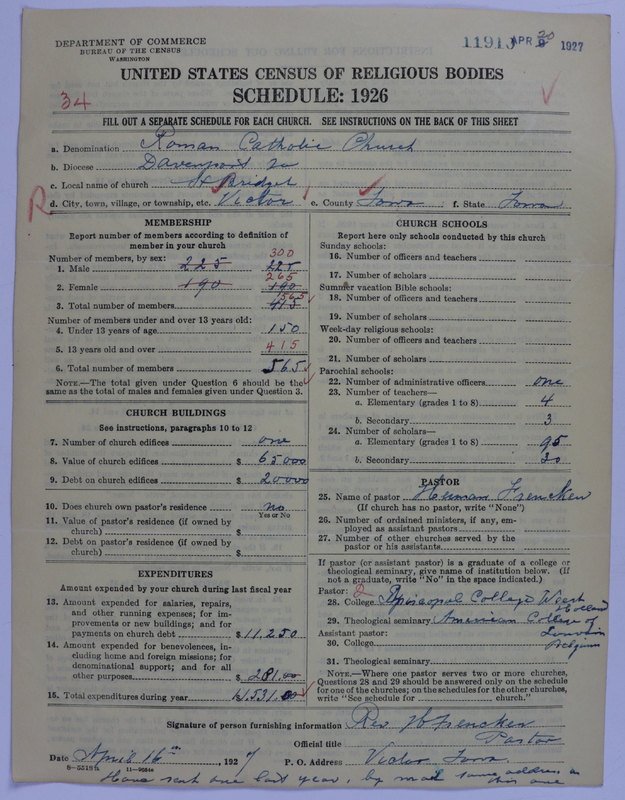 DEPARTMENT OF COMMERCE
BUREAU OF THE CENSUS
WASHINGTON
11913 APR 20 1927
UNITED STATES CENSUS OF RELIGIOUS BODIES
SCHEDULE: 1926
34
FILL OUT A SEPARATE SCHEDULE FOR EACH CHURCH. SEE INSTRUCTIONS ON THE BACK OF THIS SHEET
a. Denomination Roman Catholic Church
b. Diocese Davenport Ia
c. Local name of church St Bridget
R
d. City, town, village, or township, etc. Victor e. County Iowa f. State Iowa
MEMBERSHIP
Report number of members according to definition of
member in your church
Number of members, by sex: 300
1. Male 225 225
265
2. Female 190 190
565
3. Total number of members 415
Number of members under and over 13 years old:
4. Under 13 years of age 150
5. 13 years old and over 415
6. Total number of members 565
NOTE.—The total given under Question 6 should be the
same as the total of males and females given under Question 3.
CHURCH BUILDINGS
See instructions, paragraphs 10 to 12
7. Number of church edifices one
8. Value of church edifices $ 65000
9. Debt on church edifices $ 20000
10. Does church own pastor's residence no
Yes or No
11. Value of pastor's residence (if owned by
church) $
12. Debt on pastor's residence (if owned by
church) $
EXPENDITURES
Amount expended by your church during last fiscal year
13. Amount expended for salaries, repairs,
and other running expenses; for im-
provements or new buildings; and for
payments on church debt $ 11,250
14. Amount expended for benevolences, in-
cluding home and foreign missions; for
denominational support; and for all
other purposes $ 281.00
15. Total expenditures during year 11,531.00
CHURCH SCHOOLS
Report here only schools conducted by this church
Sunday schools:
16. Number of officers and teachers
17. Number of scholars
Summer vacation Bible schools:
18. Number of officers and teachers
19. Number of scholars
Week-day religious schools:
20. Number of officers and teachers
21. Number of scholars
Parochial schools:
22. Number of administrative officers one
23. Number of teachers—
a. Elementary (grades 1 to 8) 4
b. Secondary 3
24. Number of scholars—
a. Elementary (grades 1 to 8) 95
b. Secondary 30
PASTOR
25. Name of pastor Herman Frencken
(If church has no pastor, write "None")
26. Number of ordained ministers, if any, em-
ployed as assistant pastors
27. Number of other churches served by the
pastor or his assistants
If pastor (or assistant pastor) is a graduate of a college or
theological seminary, give name of institution below. (If
not a graduate, write "No" in the space indicated.)
Pastor: 2
28. College Episcopal College Weert
Holland
29. Theological seminary American College of
Assistant pastor: Louvain
30. College Belgium
31. Theological seminary
NOTE.—Where one pastor serves two or more churches,
Questions 28 and 29 should be answered only on the schedule
for one of the churches; on the schedules for the other churches,
write "See schedule for church."
Signature of person furnishing information Rev H Frencken
Official title Pastor
Date April 16th, 1927 P. O. Address Victor Iowa
8-5518¼ 11-9094
Have sent one last year, by mail same address as
this one